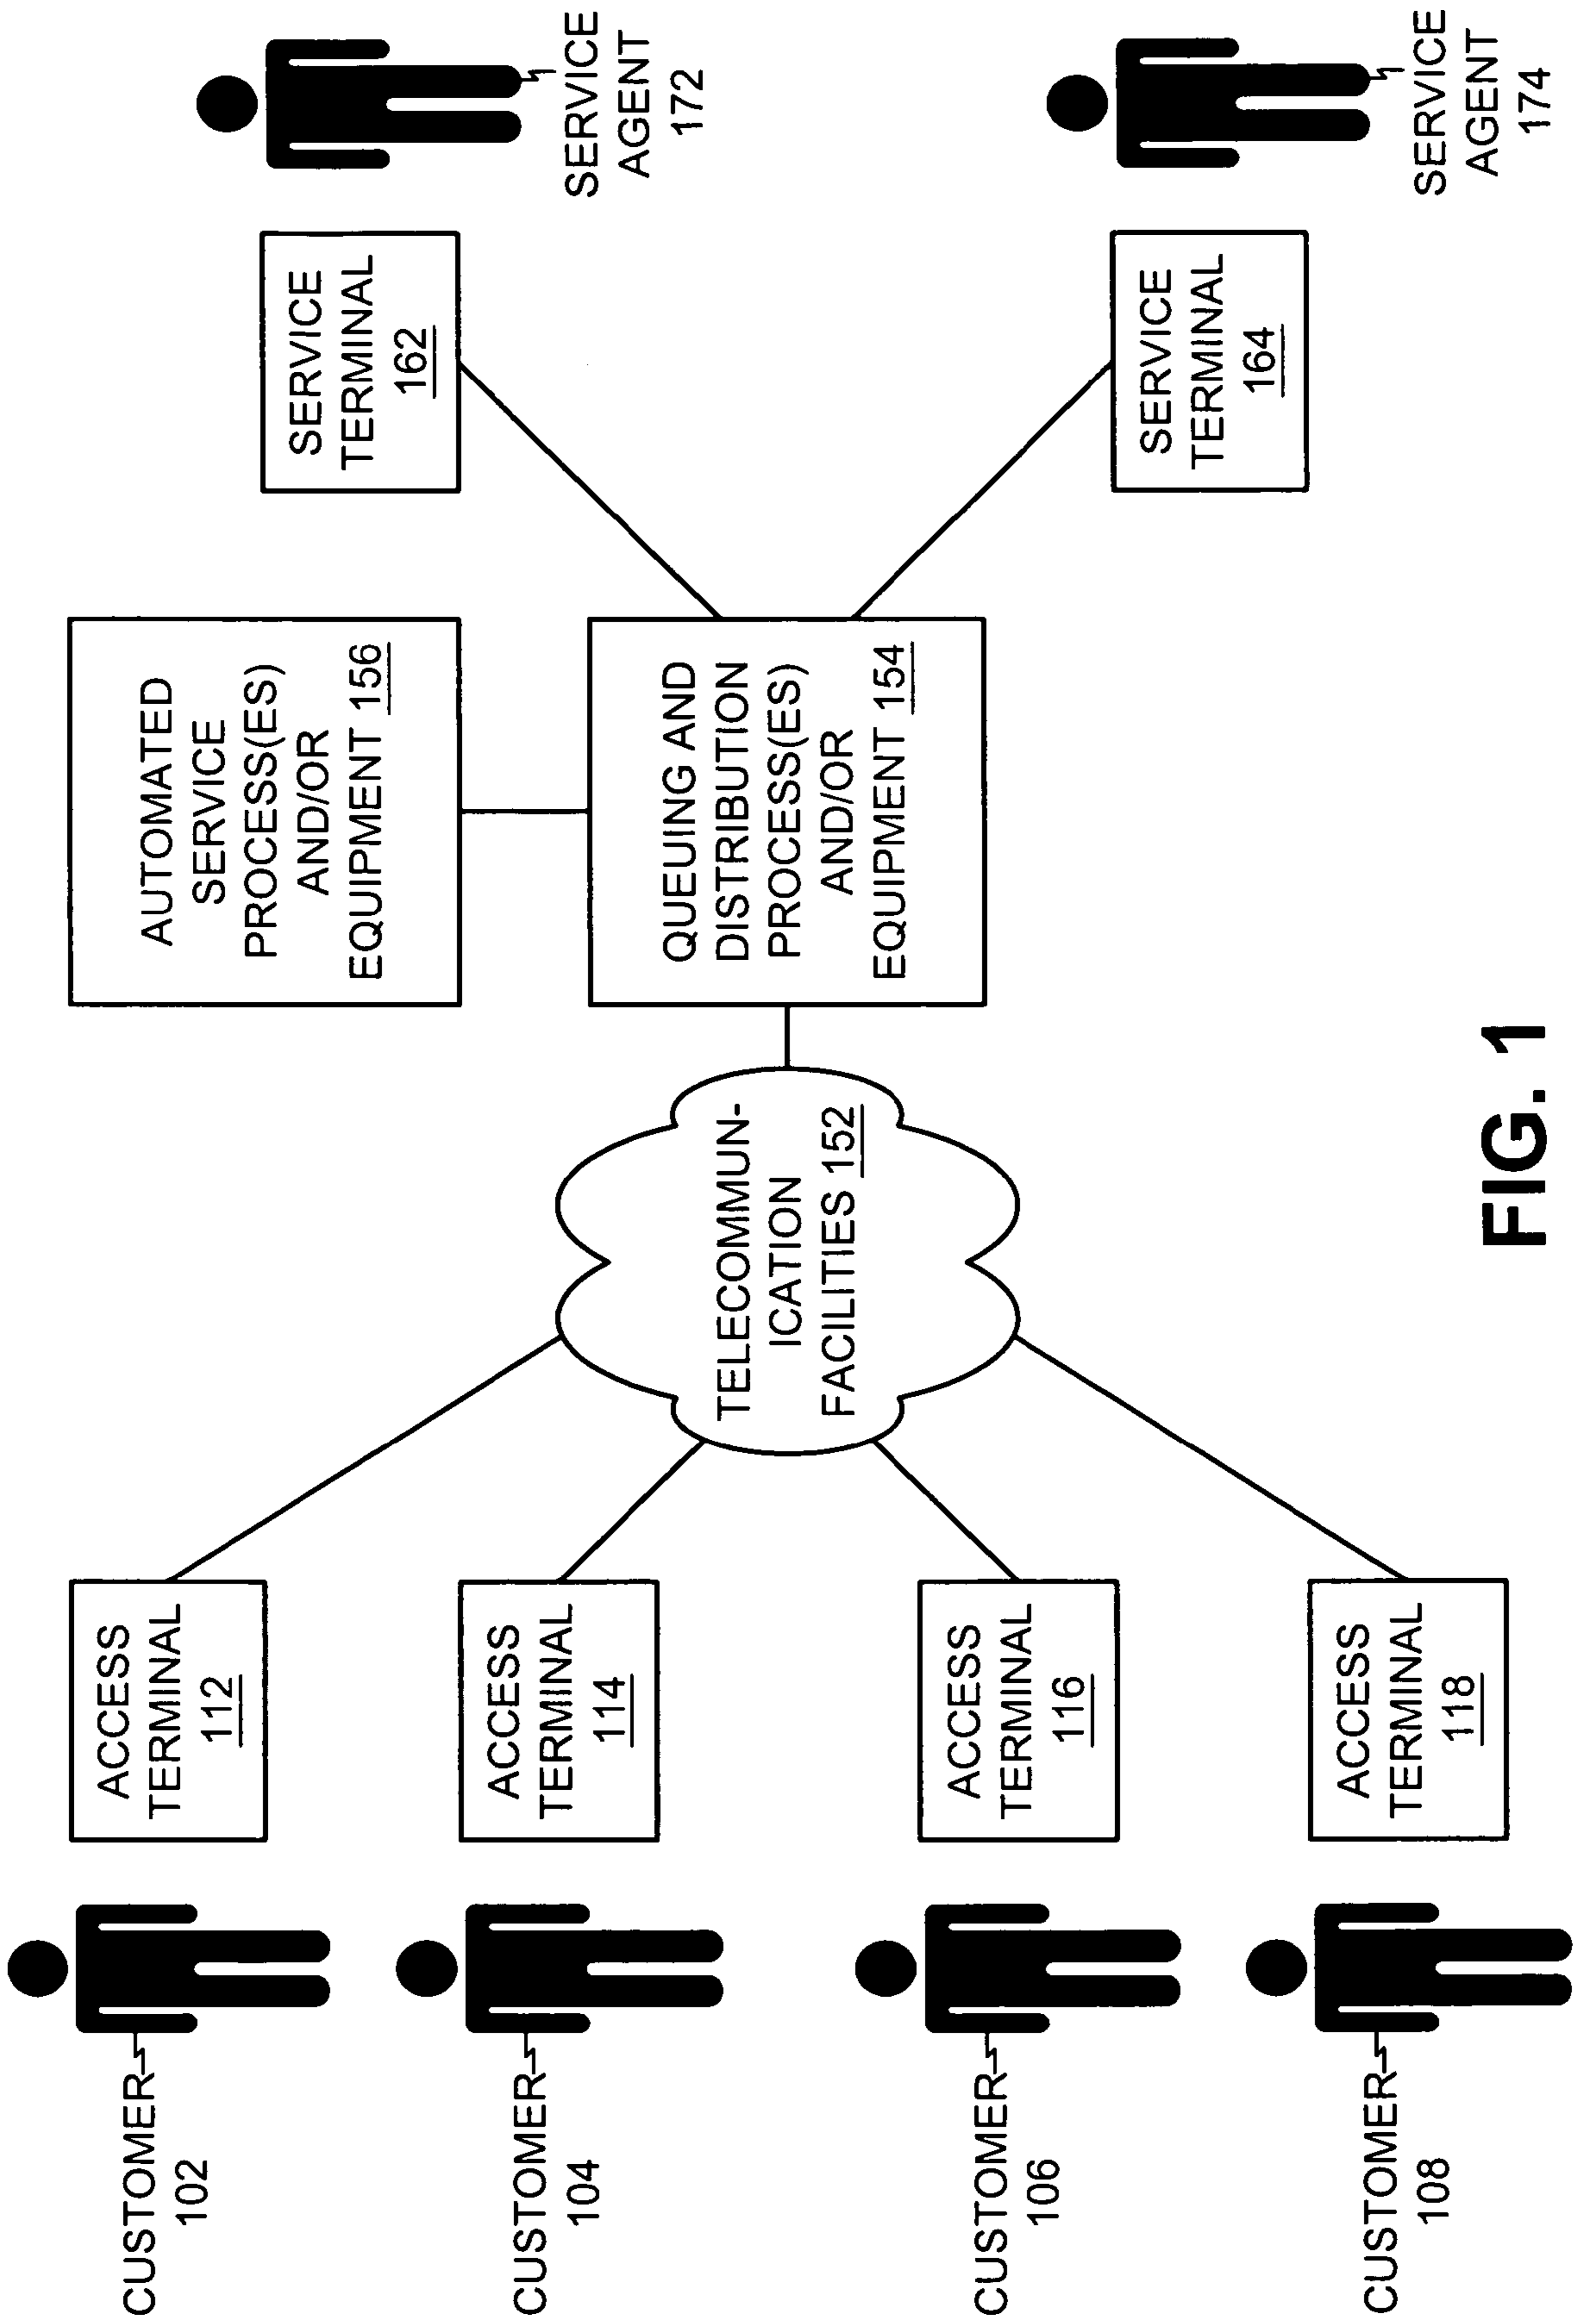 CUSTOMER
102
ACCESS
TERMINAL
112
CUSTOMER
104
ACCESS
TERMINAL
114
CUSTOMER
106
ACCESS
TERMINAL
116
CUSTOMER
108
ACCESS
TERMINAL
118
TELECOMMUN-
ICATION
FACILITIES 152
AUTOMATED
SERVICE
PROCESS(ES)
AND/OR
EQUIPMENT 156
QUEUING AND
DISTRIBUTION
PROCESS(ES)
AND/OR
EQUIPMENT 154
SERVICE
TERMINAL
162
SERVICE
AGENT
172
SERVICE
TERMINAL
164
SERVICE
AGENT
174
FIG. 1